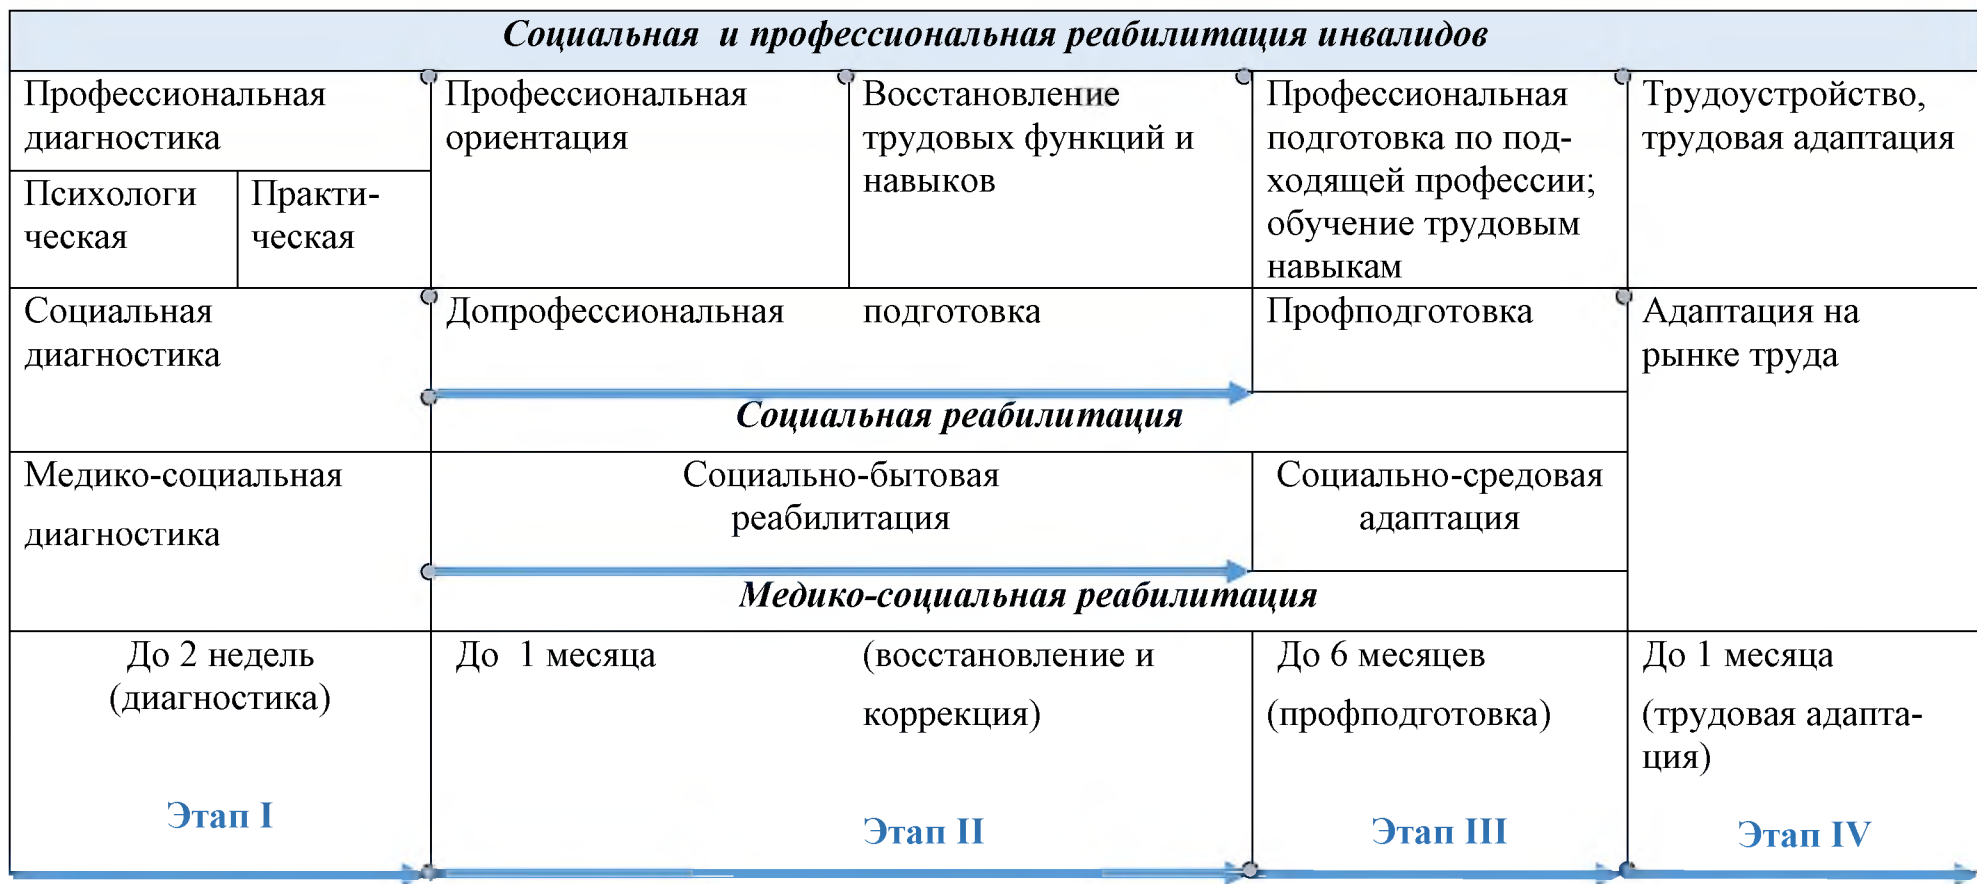 Социальная и профессиональная реабилитация инвалидов
Профессиональная
диагностика
Психологи
ческая
Практи-
ческая
Профессиональная
ориентация
Восстановление
трудовых функций и
навыков
Профессиональная
подготовка по под-
ходящей профессии;
обучение трудовым
навыкам
Трудоустройство,
трудовая адаптация
Социальная
диагностика
Допрофессиональная подготовка
Профподготовка
Адаптация на
рынке труда
Социальная реабилитация
Медико-социальная
диагностика
Социально-бытовая
реабилитация
Социально-средовая
адаптация
Медико-социальная реабилитация
До 2 недель
(диагностика)
Этап I
До 1 месяца (восстановление и
коррекция)
Этап II
До 6 месяцев
(профподготовка)
Этап III
До 1 месяца
(трудовая адапта-
ция)
Этап IV